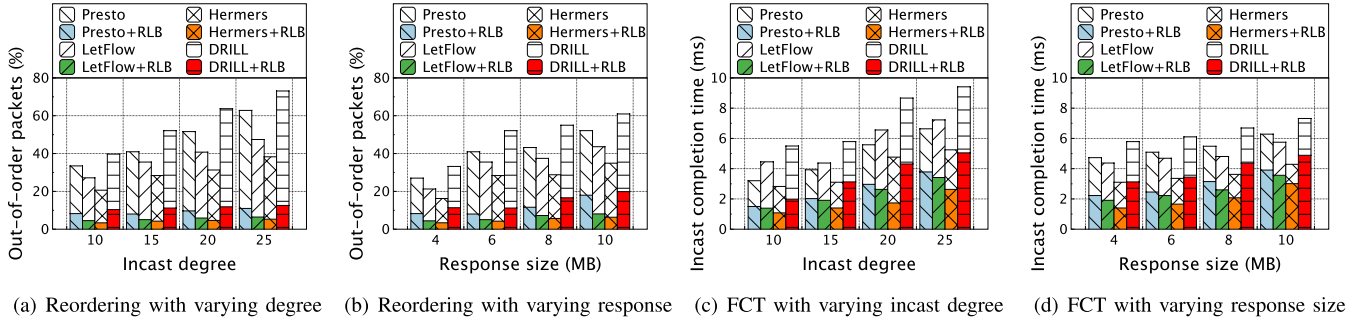 Presto
Hermers
Presto+RLB
Hermers+RLB
LetFlow
DRILL
LetFlow+RLB
DRILL+RLB
Out-of-order packets (%)
80
60
40
20
0
10 15 20 25
Incast degree
(a) Reordering with varying degree
Presto
Hermers
Presto+RLB
Hermers+RLB
LetFlow
DRILL
LetFlow+RLB
DRILL+RLB
Out-of-order packets (%)
80
60
40
20
0
4 6 8 10
Response size (MB)
(b) Reordering with varying response
Presto
Hermers
Presto+RLB
Hermers+RLB
LetFlow
DRILL
LetFlow+RLB
DRILL+RLB
Incast completion time (ms)
10
8
6
4
2
0
10 15 20 25
Incast degree
(c) FCT with varying incast degree
Presto
Hermers
Presto+RLB
Hermers+RLB
LetFlow
DRILL
LetFlow+RLB
DRILL+RLB
Incast completion time (ms)
10
8
6
4
2
0
4 6 8 10
Response size (MB)
(d) FCT with varying response size